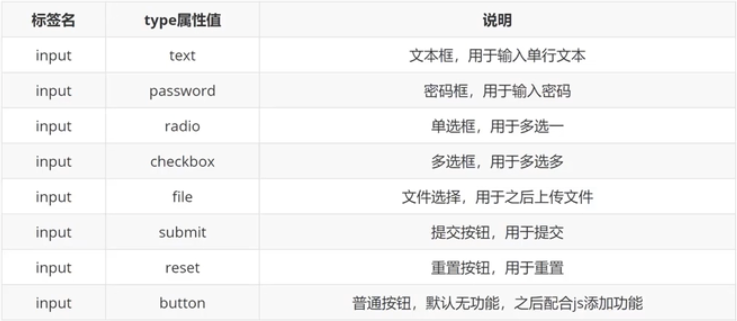 标签名 type属性值 说明
input text 文本框，用于输入单行文本
input password 密码框，用于输入密码
input radio 单选框，用于多选一
input checkbox 多选框，用于多选多
input file 文件选择，用于之后上传文件
input submit 提交按钮，用于提交
input reset 重置按钮，用于重置
input button 普通按钮，默认无功能，之后配合js添加功能